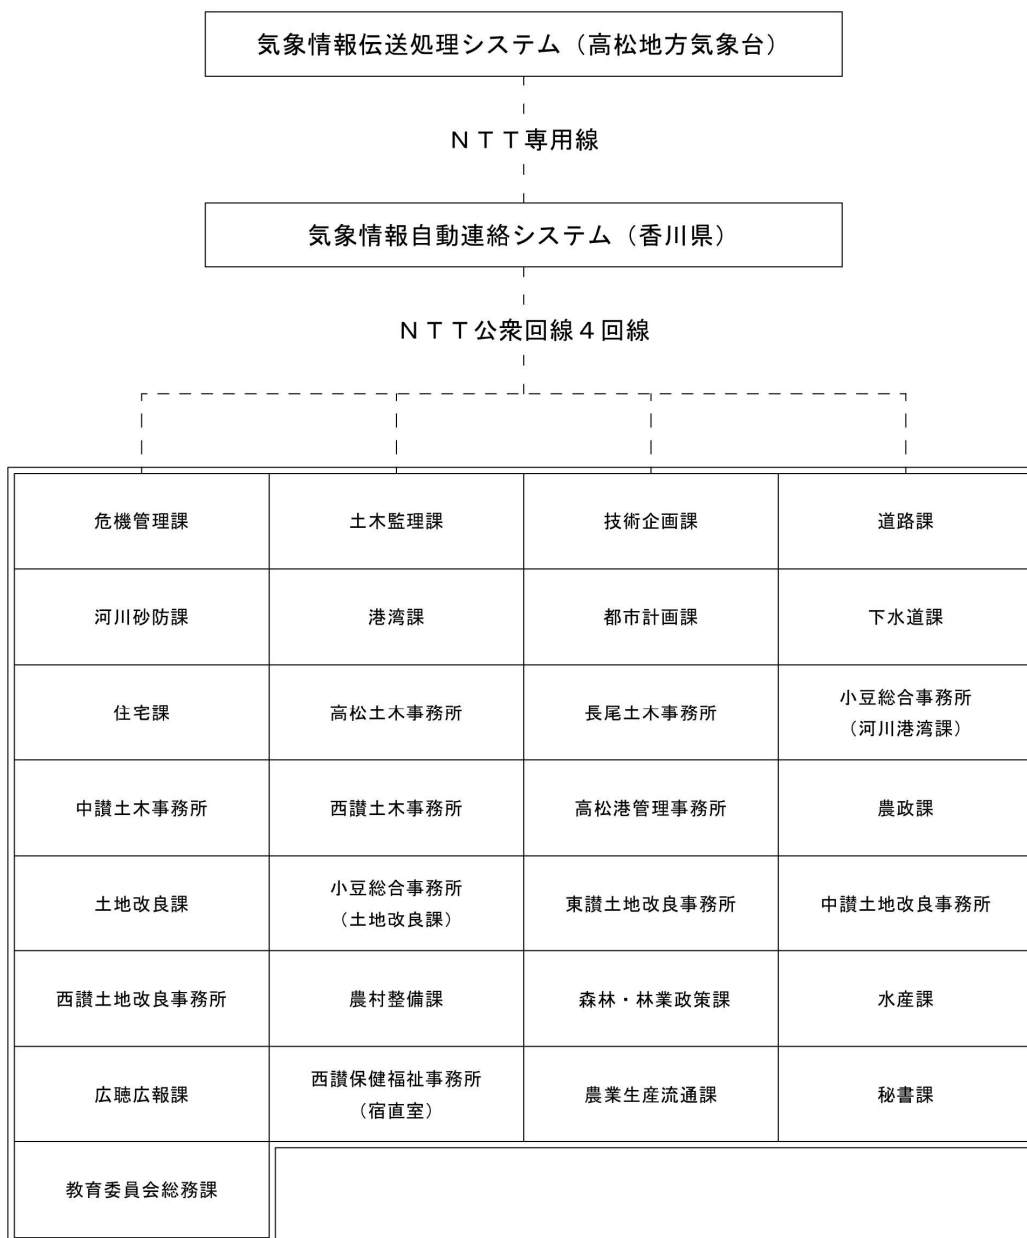 気象情報伝送処理システム（高松地方気象台）
ＮＴＴ専用線
気象情報自動連絡システム（香川県）
ＮＴＴ公衆回線４回線
危機管理課
土木監理課
技術企画課
道路課
河川砂防課
港湾課
都市計画課
下水道課
住宅課
高松土木事務所
長尾土木事務所
小豆総合事務所
（河川港湾課）
中讃土木事務所
西讃土木事務所
高松港管理事務所
農政課
土地改良課
小豆総合事務所
（土地改良課）
東讃土地改良事務所
中讃土地改良事務所
西讃土地改良事務所
農村整備課
森林・林業政策課
水産課
広聴広報課
西讃保健福祉事務所
（宿直室）
農業生産流通課
秘書課
教育委員会総務課